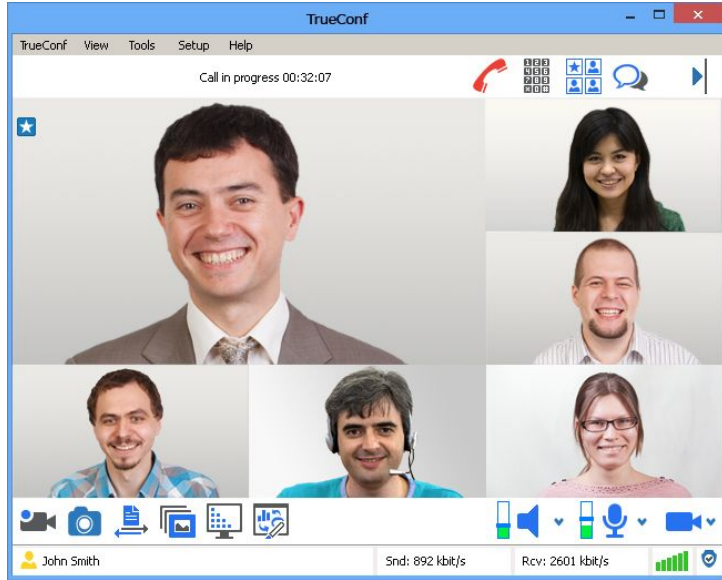 TrueConf
TrueConf View Tools Setup Help
Call in progress 00:32:07
John Smith Snd: 892 kbit/s Rcv: 2601 kbit/s